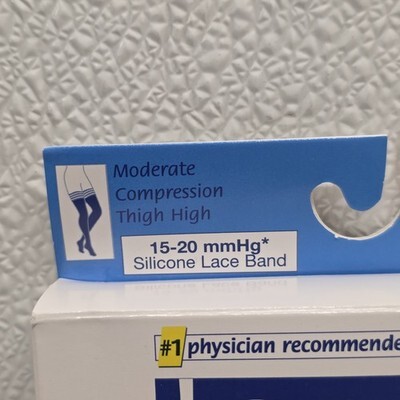 Moderate
Compression
Thigh High
15-20 mmHg*
Silicone Lace Band
#1 physician recommende